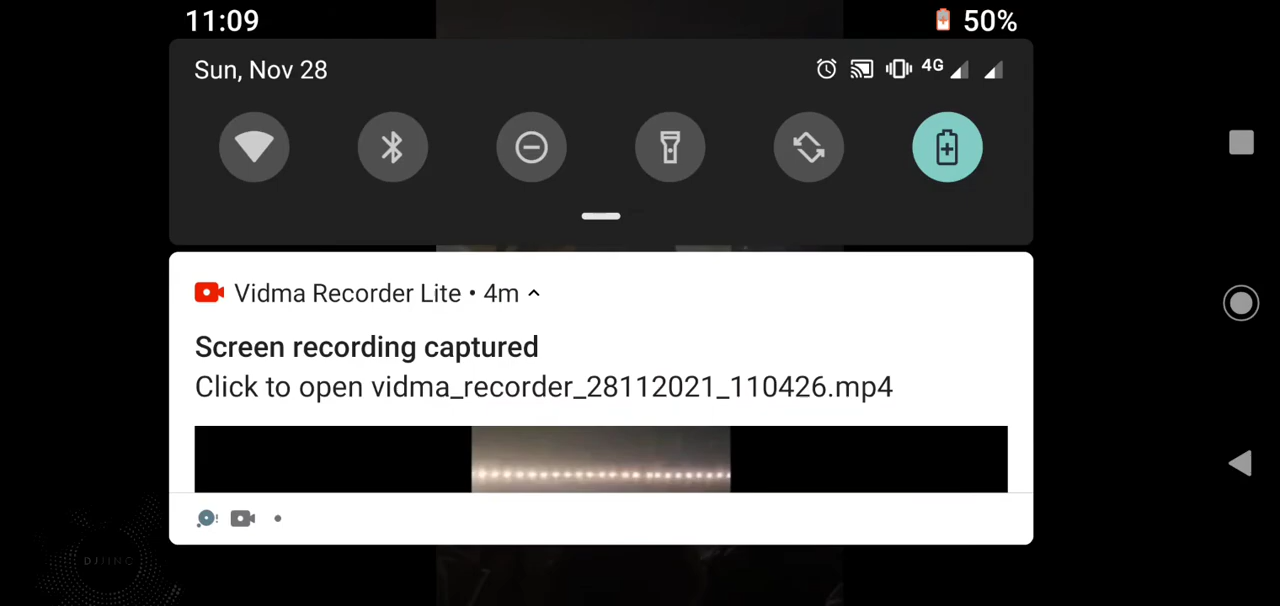 11:09
50%
Sun, Nov 28
4G
Vidma Recorder Lite • 4m
Screen recording captured
Click to open vidma_recorder_28112021_110426.mp4
DJJINC